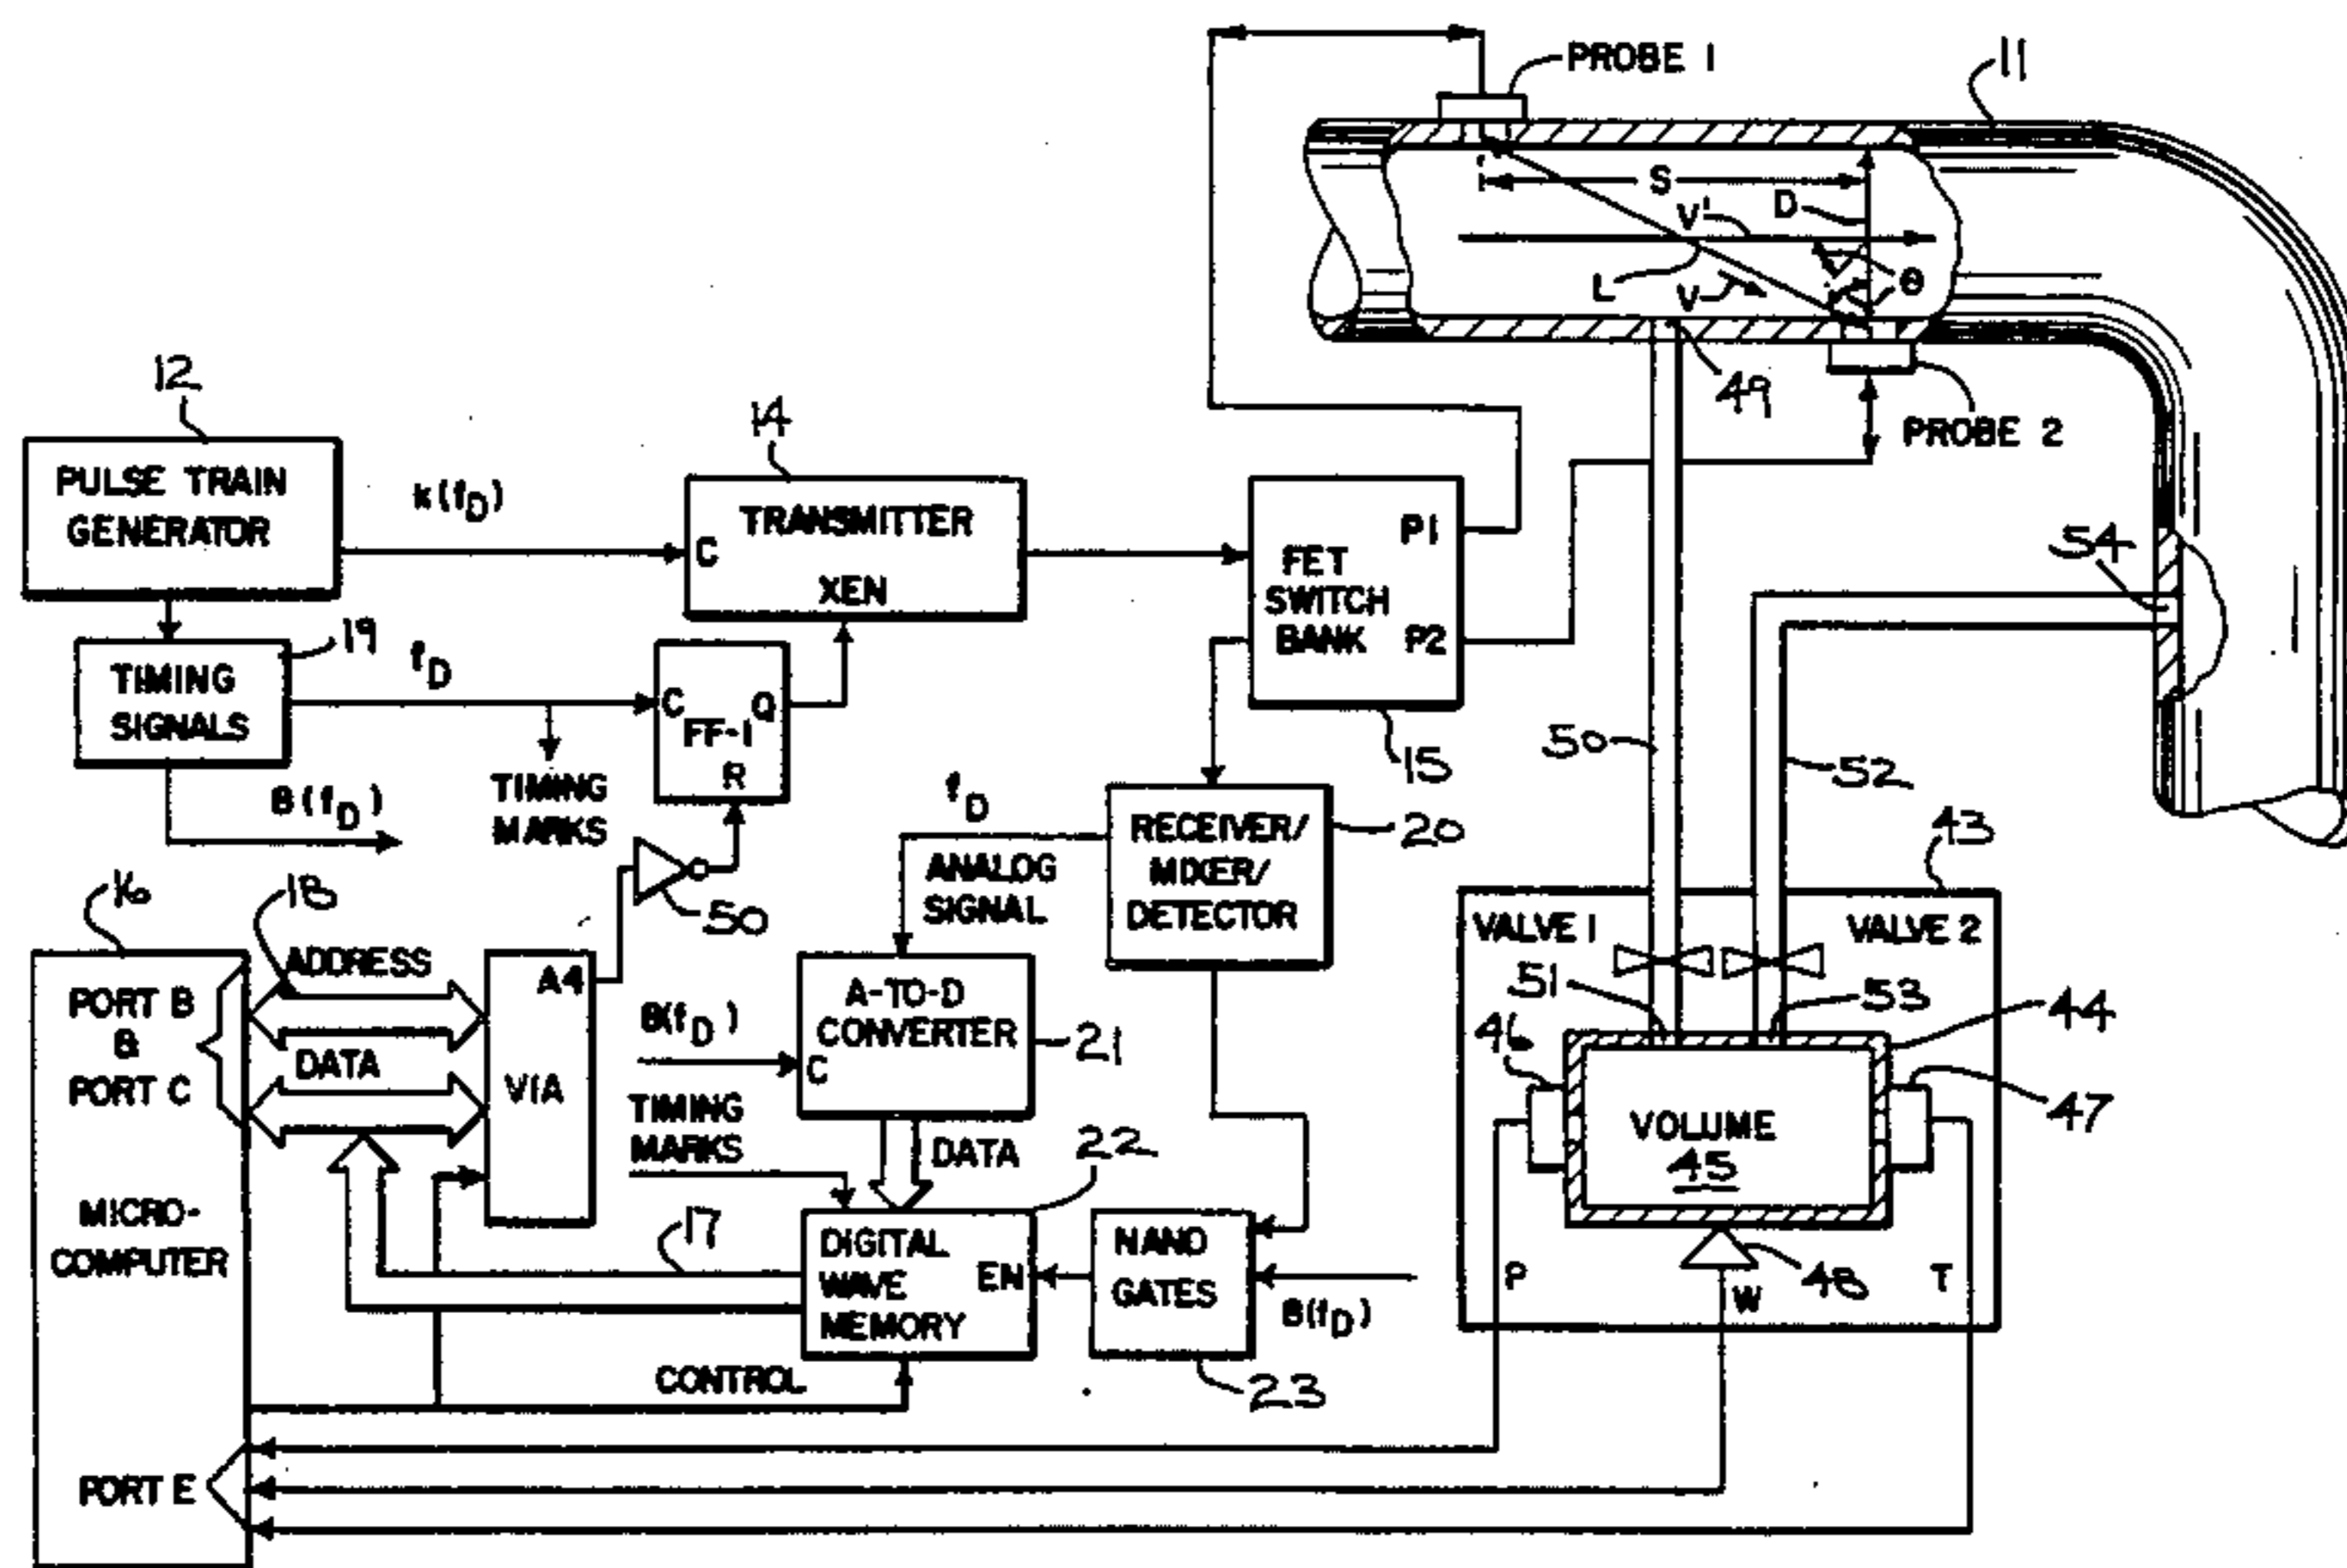 PROBE 1
11
S
V'
D
L
V
θ
49
PROBE 2
12
PULSE TRAIN
GENERATOR
k(fD)
14
TRANSMITTER
C
XEN
P1
FET
SWITCH
BANK
P2
15
54
19
TIMING
SIGNALS
fD
C
Q
FF-1
R
TIMING
MARKS
8(fD)
50
52
fD
ANALOG
SIGNAL
RECEIVER/
MIXER/
DETECTOR
20
43
VALVE 1
VALVE 2
16
18
ADDRESS
PORT B
&
PORT C
DATA
A4
VIA
50
A-TO-D
CONVERTER
C
21
8(fD)
51
53
44
46
47
VOLUME
45
TIMING
MARKS
DATA
22
MICRO-
COMPUTER
17
DIGITAL
WAVE
MEMORY
EN
NANO
GATES
8(fD)
P
W
48
T
CONTROL
23
PORT E